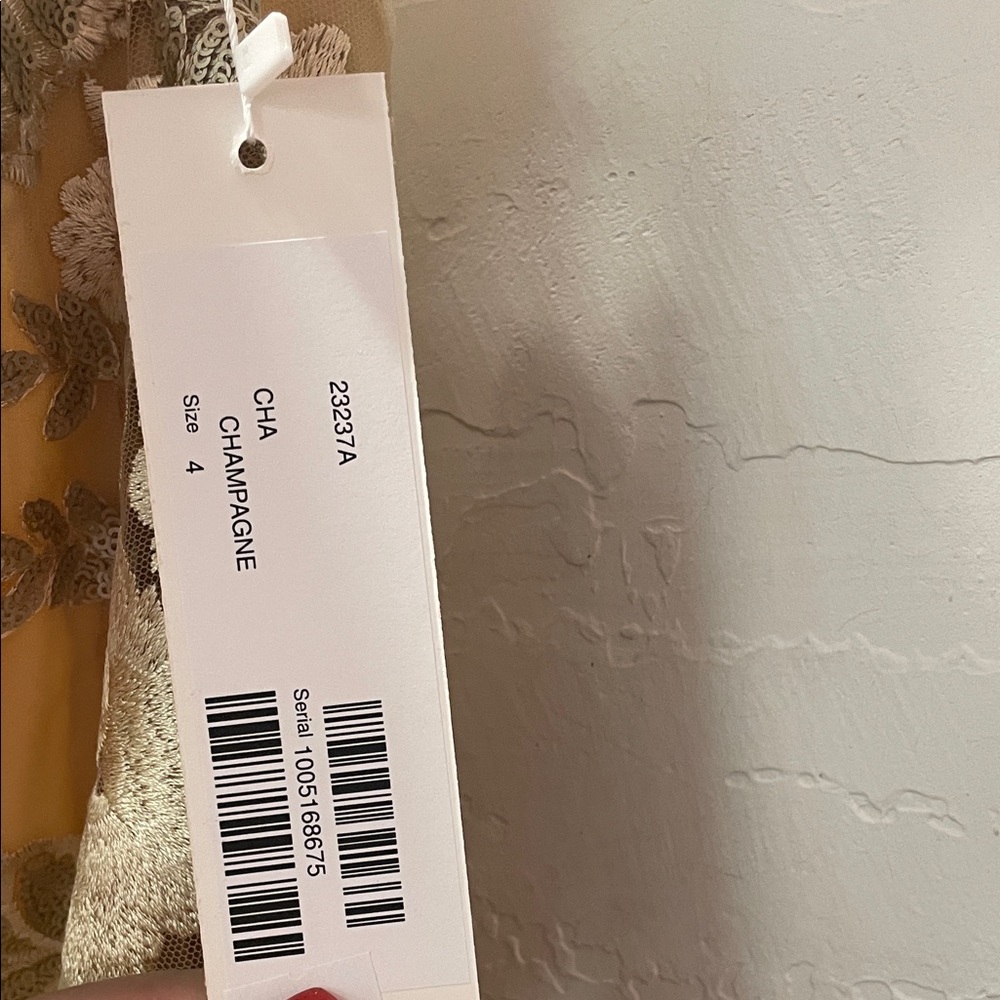 23237A
CHA
CHAMPAGNE
Size 4
Serial 1005168675